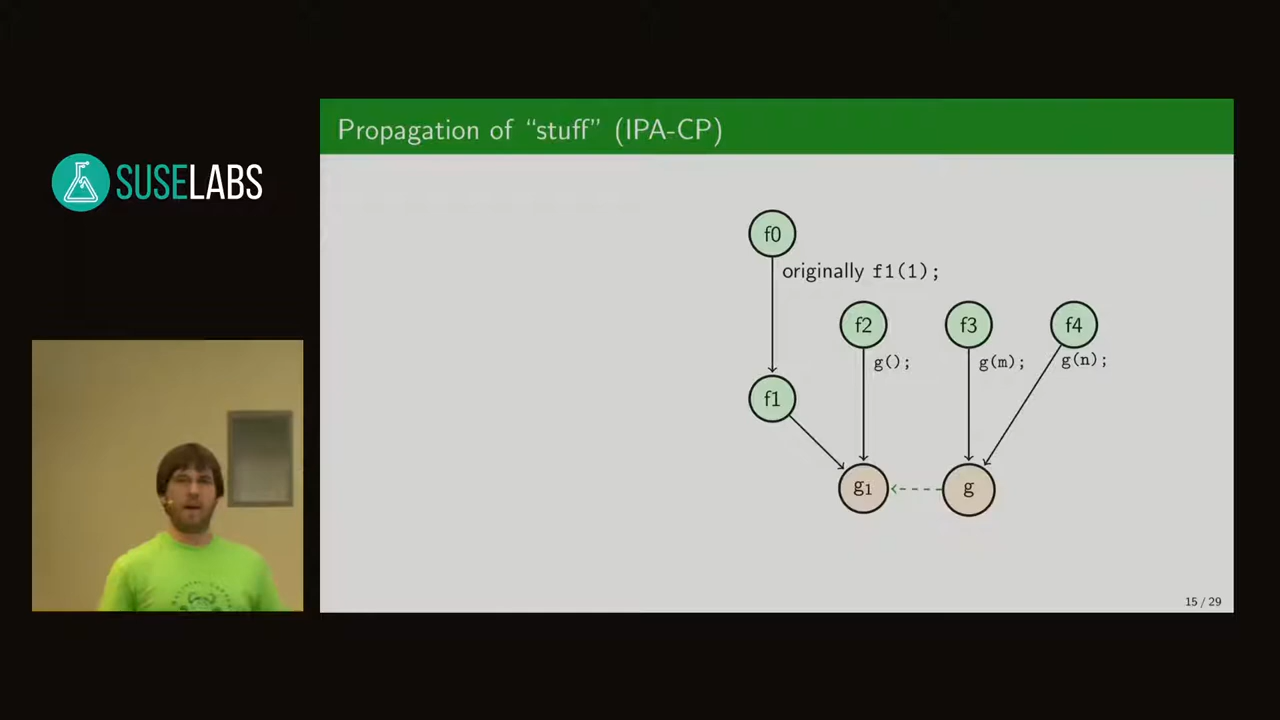 SUSELABS
Propagation of “stuff” (IPA-CP)
f0
originally f1(1);
f2
f3
f4
g();
g(m);
g(n);
f1
g1
g
15 / 29